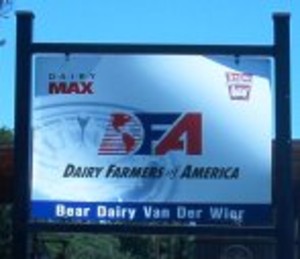 DAIRY
MAX
DFA
DAIRY FARMERS of AMERICA
Bear Dairy Van Der Wier